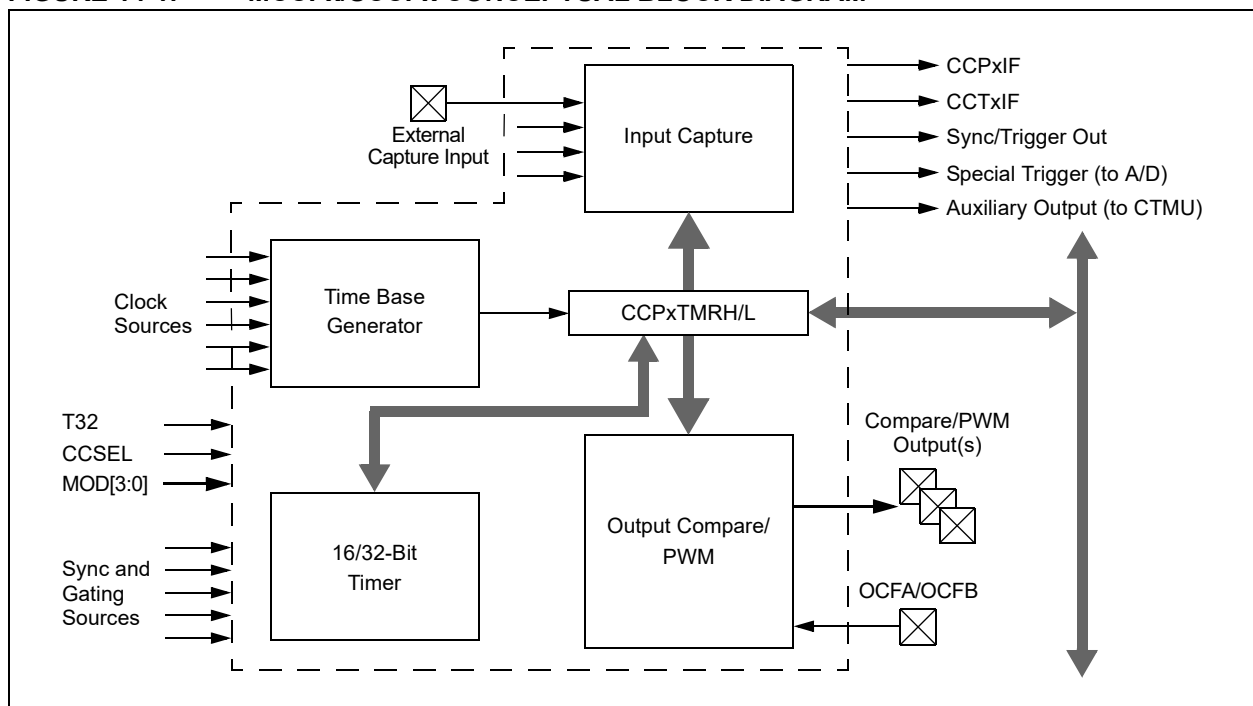 CCPxIF
CCTxIF
Sync/Trigger Out
Special Trigger (to A/D)
Auxiliary Output (to CTMU)
External
Capture Input
Input Capture
Clock
Sources
Time Base
Generator
CCPxTMRH/L
T32
CCSEL
MOD[3:0]
Sync and
Gating
Sources
16/32-Bit
Timer
Output Compare/
PWM
Compare/PWM
Output(s)
OCFA/OCFB